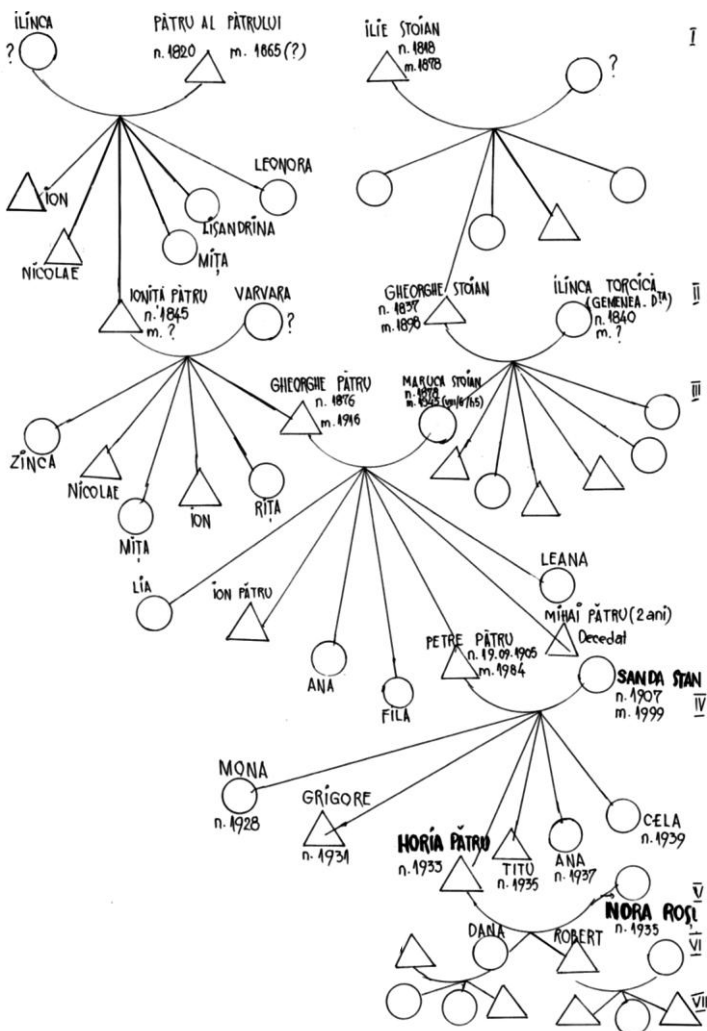 ILINCA
?
PĂTRU AL PĂTRULUI
n. 1820 m. 1865 (?)
ILIE STOIAN
n. 1818
m. 1878
?
I
ION
NICOLAE
MIȚA
LISANDRINA
LEONORA
IONIȚĂ PĂTRU
n. 1845
m. ?
VARVARA
?
GHEORGHE STOIAN
n. 1837
m. 1898
ILINCA TORCICĂ
(GEMENEA - DȚA)
n. 1840
m. ?
II
GHEORGHE PĂTRU
n. 1876
m. 1916
MARUCA STOIAN
n. 1878
III
ZINCA
NICOLAE
MIȚA
ION
RIȚA
LIA
ION PĂTRU
ANA
FILA
PETRE PĂTRU
n. 19.09.1905
m. 1984
LEANA
MIHAI PĂTRU (2 ani)
Decedat
SANDA STAN
n. 1907
m. 1999
IV
MONA
n. 1928
GRIGORE
n. 1931
HORIA PĂTRU
n. 1933
TITU
n. 1935
ANA
n. 1937
CELA
n. 1939
V
NORA ROȘI
n. 1935
DANA
ROBERT
VI
VII